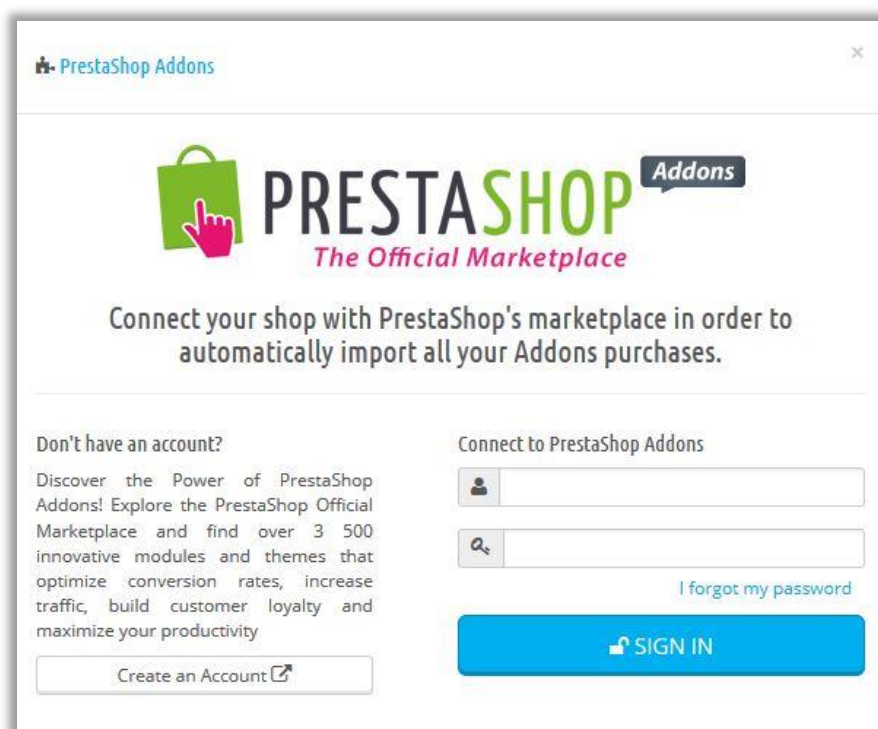 PrestaShop Addons
×
PRESTASHOP Addons
The Official Marketplace
Connect your shop with PrestaShop's marketplace in order to
automatically import all your Addons purchases.
Don't have an account?
Discover the Power of PrestaShop
Addons! Explore the PrestaShop Official
Marketplace and find over 3 500
innovative modules and themes that
optimize conversion rates, increase
traffic, build customer loyalty and
maximize your productivity
Create an Account
Connect to PrestaShop Addons
I forgot my password
SIGN IN